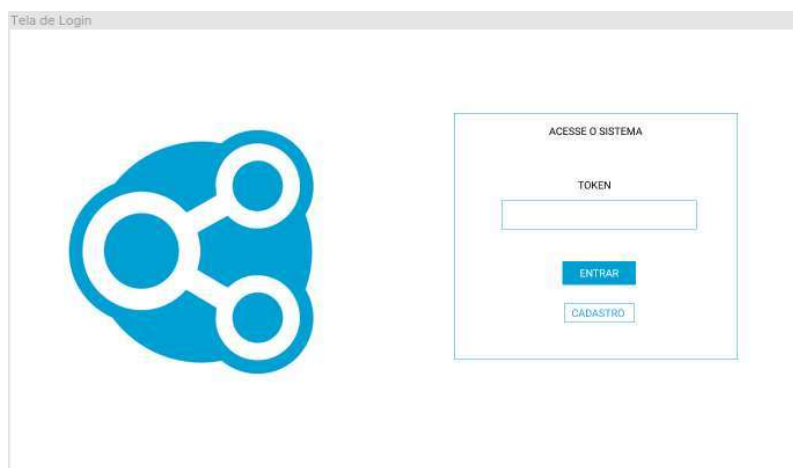 Tela de Login
ACESSE O SISTEMA
TOKEN
ENTRAR
CADASTRO